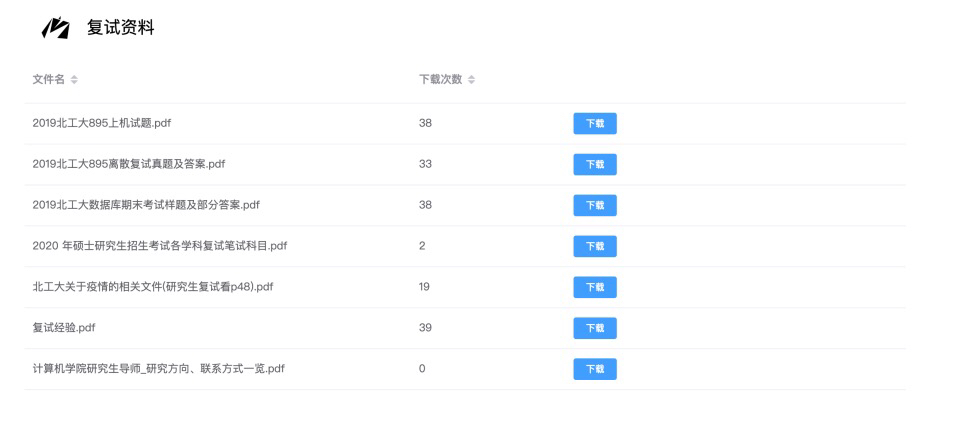 复试资料
文件名 下载次数
2019北工大895上机试题.pdf 38 下载
2019北工大895离散复试真题及答案.pdf 33 下载
2019北工大数据库期末考试样题及部分答案.pdf 38 下载
2020 年硕士研究生招生考试各学科复试笔试科目.pdf 2 下载
北工大关于疫情的相关文件(研究生复试看p48).pdf 19 下载
复试经验.pdf 39 下载
计算机学院研究生导师_研究方向、联系方式一览.pdf 0 下载